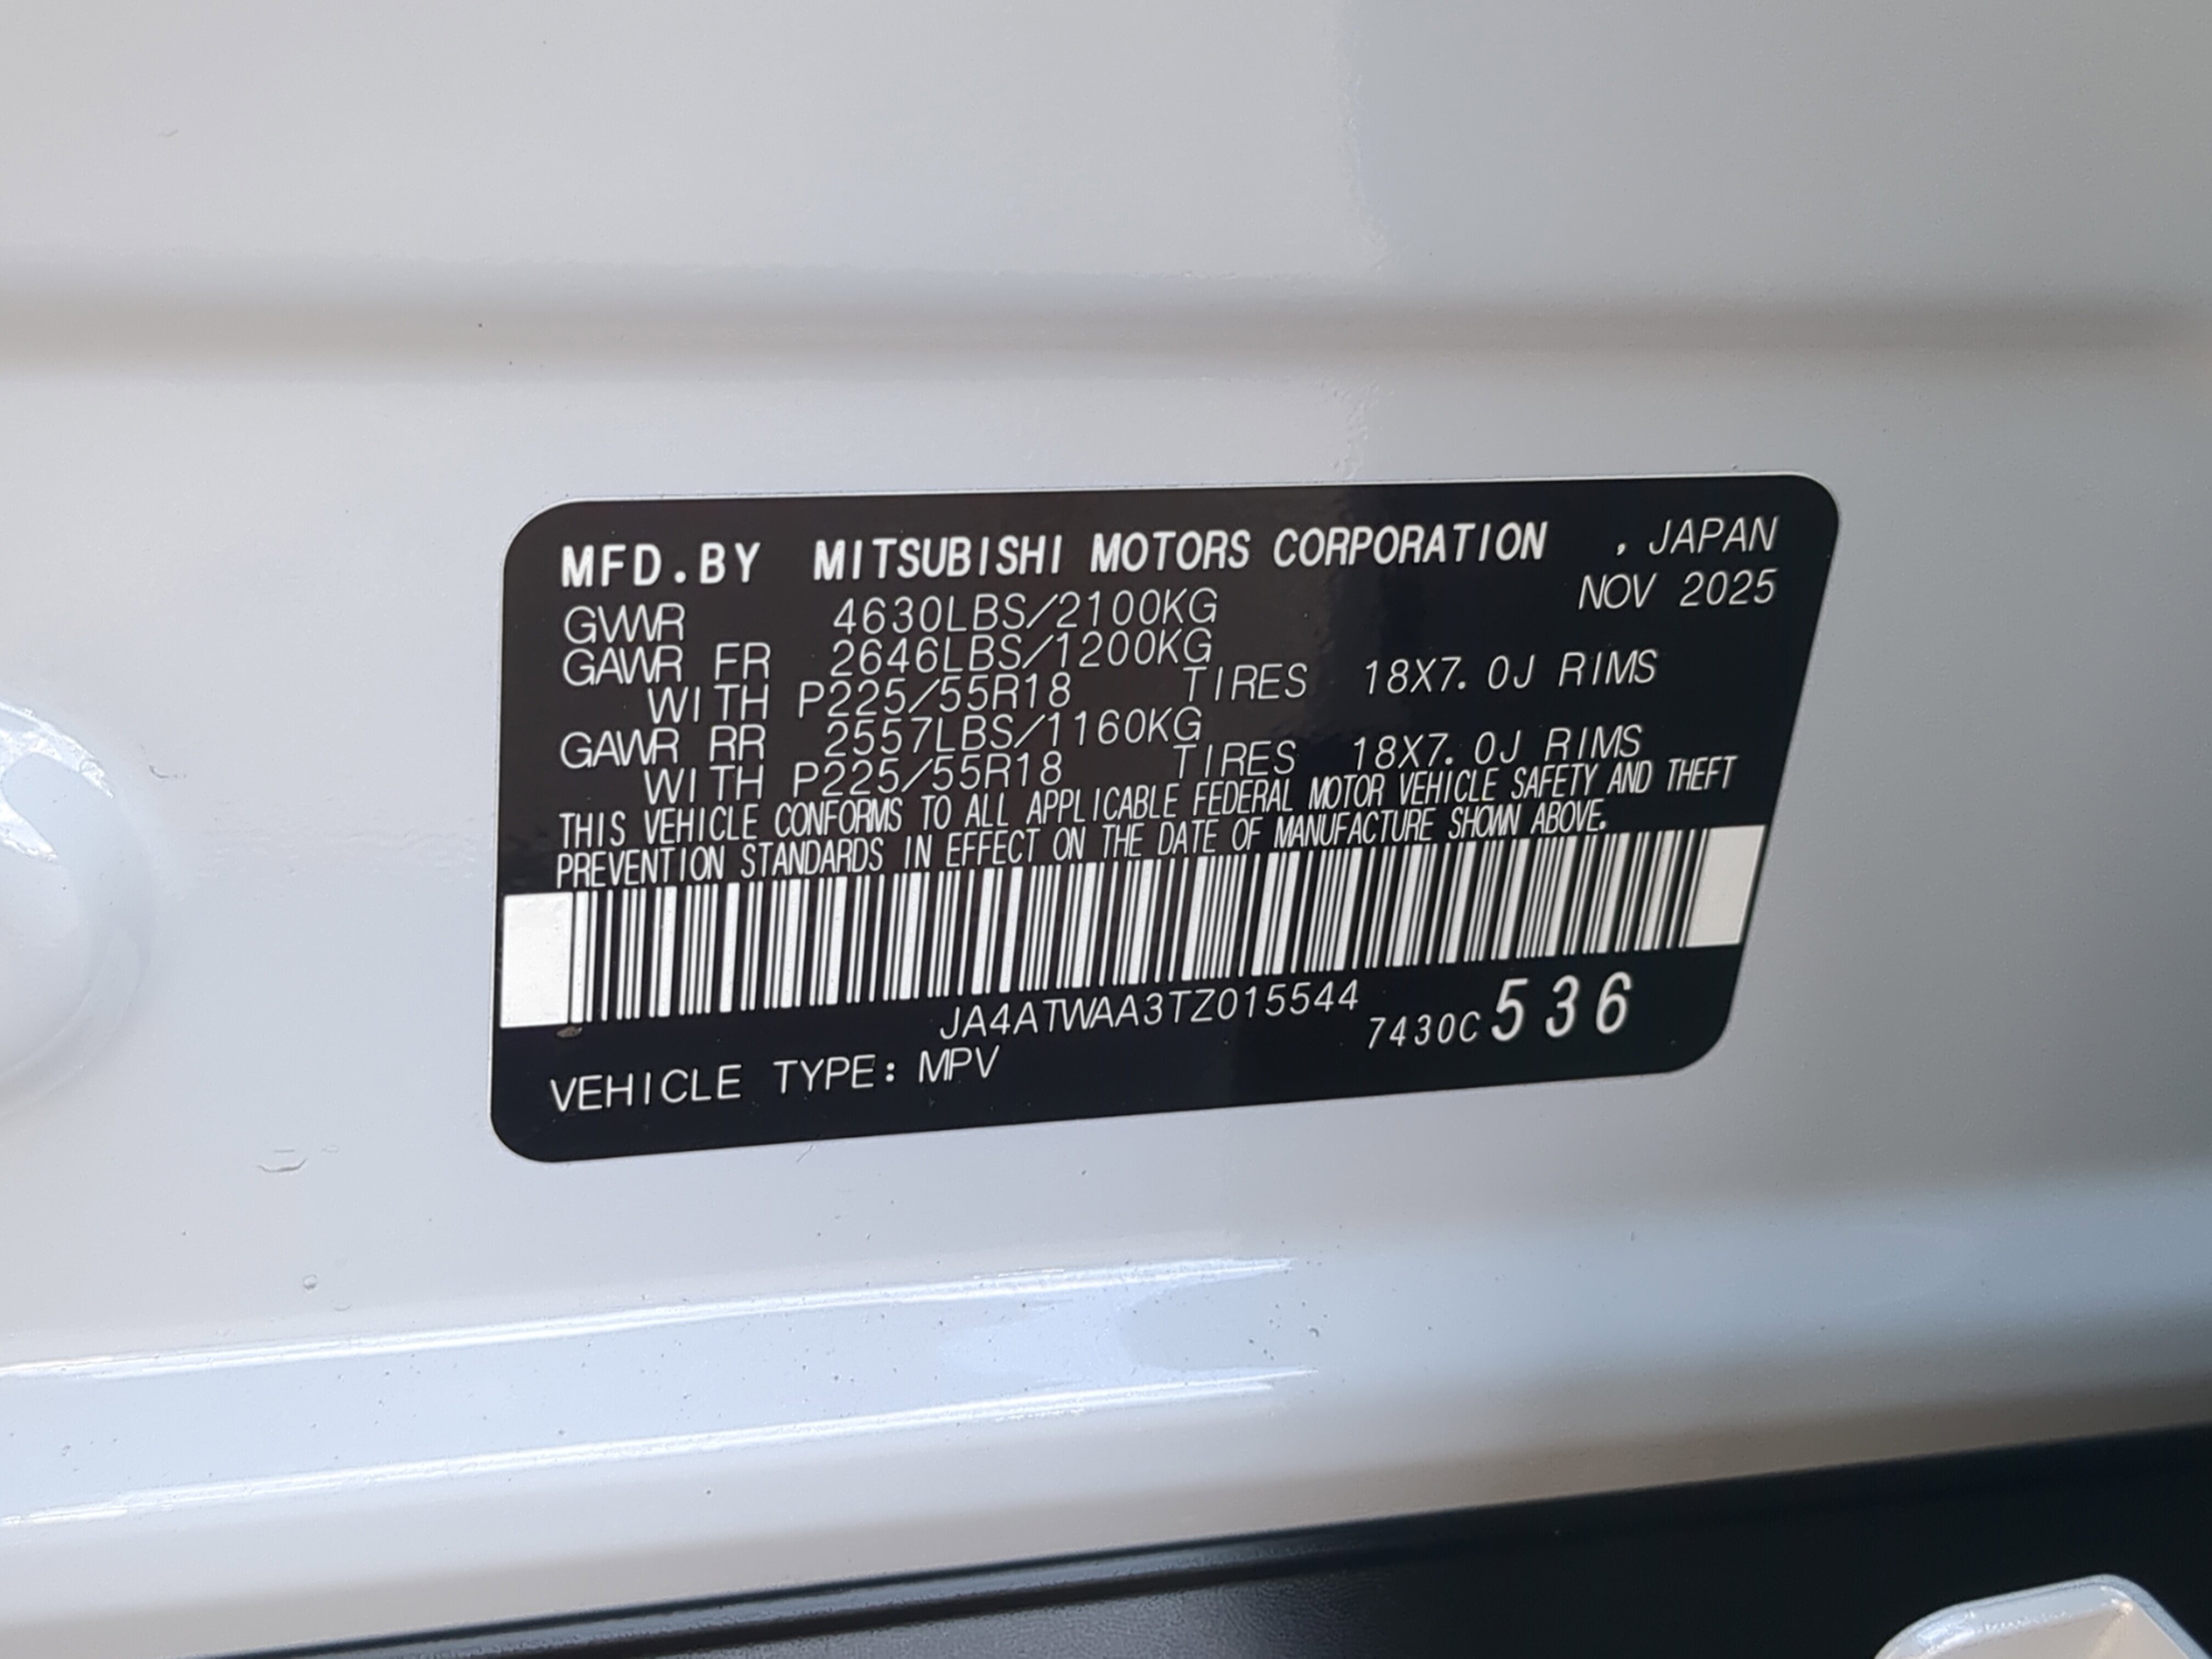 MFD.BY MITSUBISHI MOTORS CORPORATION , JAPAN
NOV 2025
GVWR 4630LBS/2100KG
GAWR FR 2646LBS/1200KG
WITH P225/55R18 TIRES 18X7.0J RIMS
GAWR RR 2557LBS/1160KG
WITH P225/55R18 TIRES 18X7.0J RIMS
THIS VEHICLE CONFORMS TO ALL APPLICABLE FEDERAL MOTOR VEHICLE SAFETY AND THEFT
PREVENTION STANDARDS IN EFFECT ON THE DATE OF MANUFACTURE SHOWN ABOVE.
JA4ATWAA3TZ015544
7430C536
VEHICLE TYPE: MPV